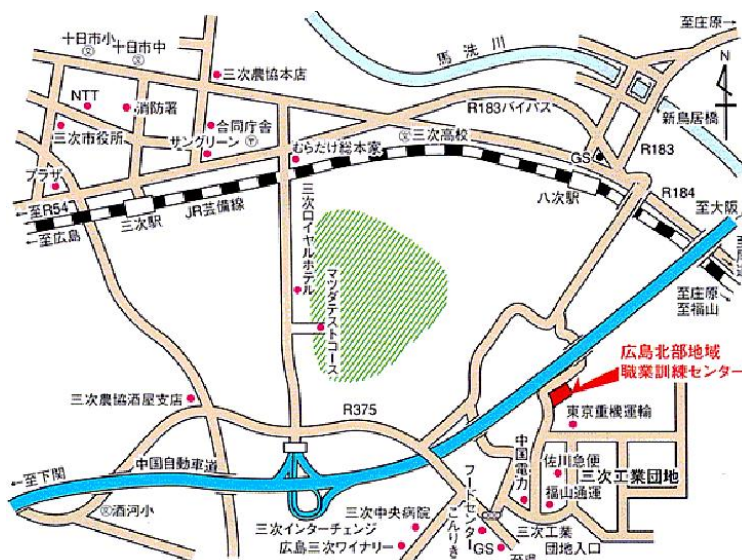 至庄原→
十日市小
十日市中
馬洗川
三次農協本店
N
NTT
消防署
R183バイパス
新鳥居橋
三次市役所
合同庁舎
サングリーン
三次高校
むらだけ総本家
GS
R183
プラザ
R184
←至R54
至大阪
八次駅
←至広島
三次駅
JR芸備線
三次ロイヤルホテル
マツダテストコース
至庄原
至福山
広島北部地域
職業訓練センター
三次農協酒屋支店
R375
東京重機運輸
中国自動車道
中国電力
佐川急便
三次工業団地
←至下関
フードセンター
ごんりき
福山通運
酒河小
三次中央病院
三次インターチェンジ
三次工業
団地入口
広島三次ワイナリー
GS